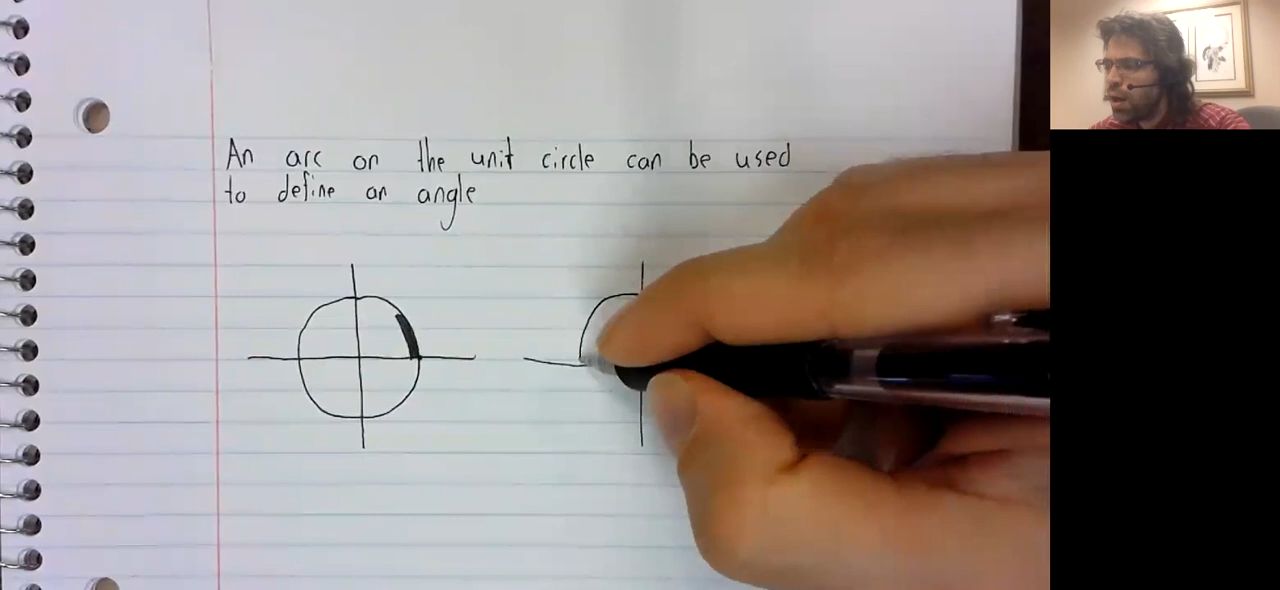 An arc on the unit circle can be used
to define an angle